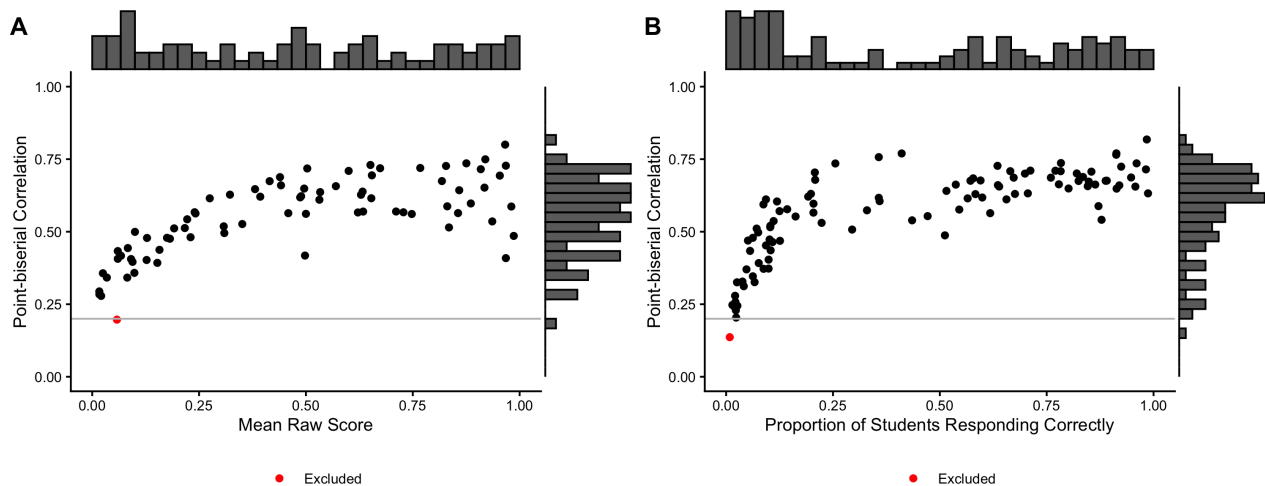 A
1.00
0.75
0.50
0.25
0.00
Point-biserial Correlation
0.00 0.25 0.50 0.75 1.00
Mean Raw Score
Excluded
B
1.00
0.75
0.50
0.25
0.00
Point-biserial Correlation
0.00 0.25 0.50 0.75 1.00
Proportion of Students Responding Correctly
Excluded